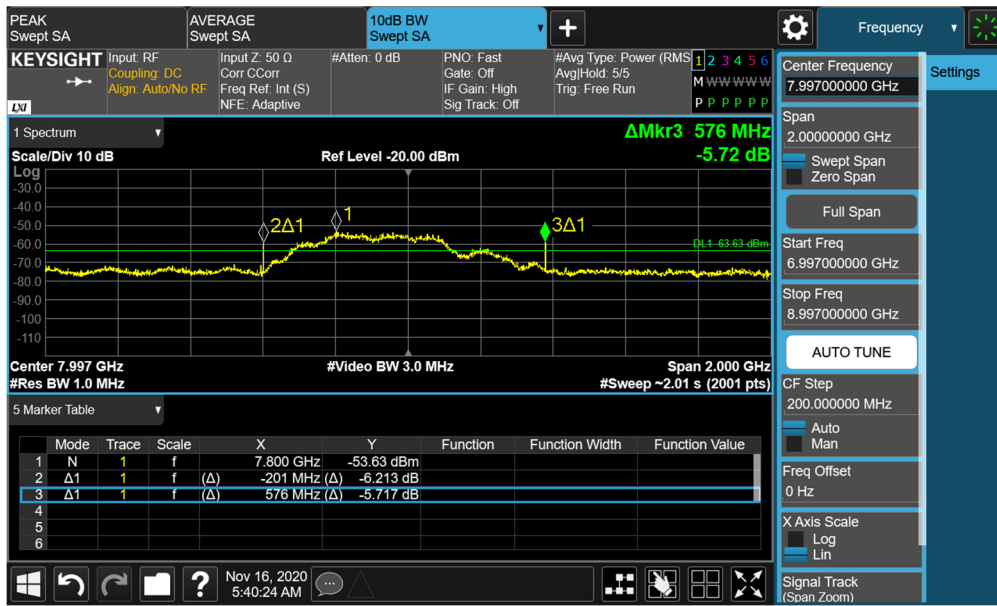 PEAK
Swept SA
AVERAGE
Swept SA
10dB BW
Swept SA
Frequency
KEYSIGHT
Input: RF
Coupling: DC
Align: Auto/No RF
Input Z: 50 Ω
Corr CCorr
Freq Ref: Int (S)
NFE: Adaptive
#Atten: 0 dB
PNO: Fast
Gate: Off
IF Gain: High
Sig Track: Off
#Avg Type: Power (RMS
Avg|Hold: 5/5
Trig: Free Run
1 2 3 4 5 6
M W W W W W
P P P P P P
LXI
1 Spectrum
ΔMkr3 576 MHz
-5.72 dB
Scale/Div 10 dB
Ref Level -20.00 dBm
Log
-30.0
-40.0
-50.0
-60.0
-70.0
-80.0
-90.0
-100
-110
2Δ1
1
3Δ1
DL1 -63.63 dBm
Center 7.997 GHz
#Video BW 3.0 MHz
Span 2.000 GHz
#Res BW 1.0 MHz
#Sweep ~2.01 s (2001 pts)
5 Marker Table
Mode Trace Scale X Y Function Function Width Function Value
1 N 1 f 7.800 GHz -53.63 dBm
2 Δ1 1 f (Δ) -201 MHz (Δ) -6.213 dB
3 Δ1 1 f (Δ) 576 MHz (Δ) -5.717 dB
4
5
6
Nov 16, 2020
5:40:24 AM
Center Frequency
7.997000000 GHz
Settings
Span
2.00000000 GHz
Swept Span
Zero Span
Full Span
Start Freq
6.997000000 GHz
Stop Freq
8.997000000 GHz
AUTO TUNE
CF Step
200.000000 MHz
Auto
Man
Freq Offset
0 Hz
X Axis Scale
Log
Lin
Signal Track
(Span Zoom)